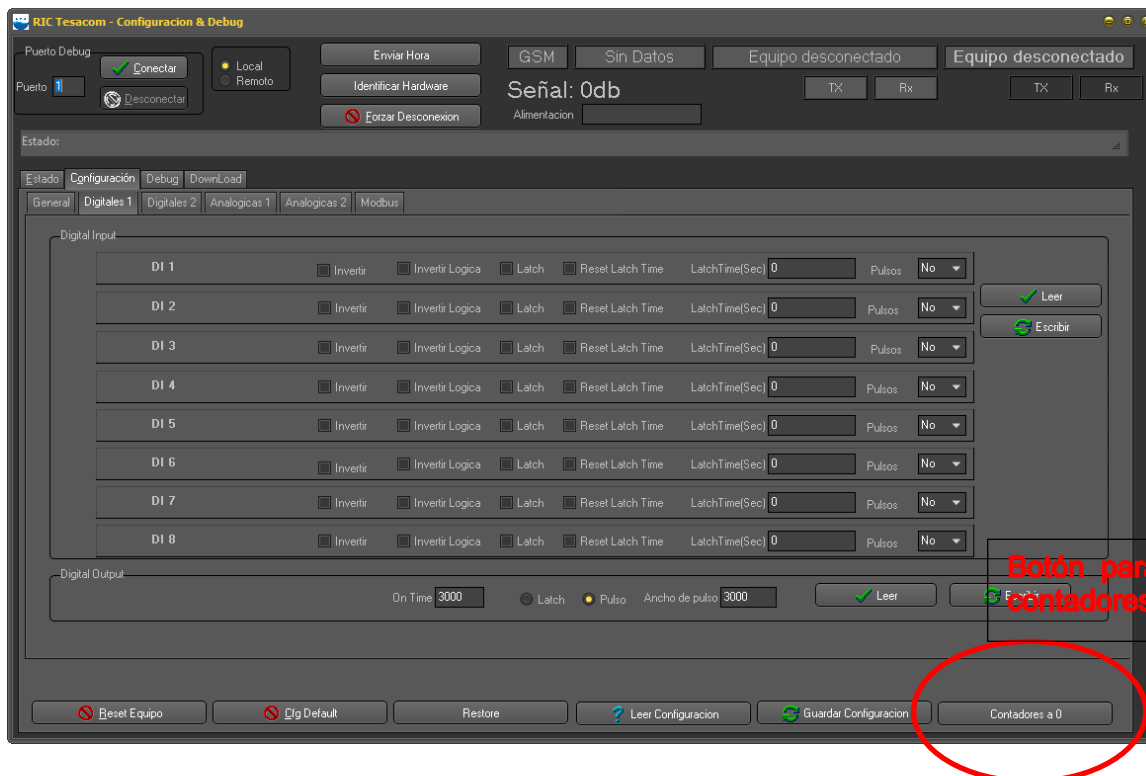 RIC Tesacom - Configuracion & Debug
Puerto Debug
Puerto 1
Conectar
Desconectar
Local
Remoto
Enviar Hora
Identificar Hardware
Forzar Desconexion
GSM Sin Datos Equipo desconectado Equipo desconectado
Señal: 0db TX Rx TX Rx
Alimentacion
Estado:
Estado Configuración Debug DownLoad
General Digitales 1 Digitales 2 Analogicas 1 Analogicas 2 Modbus
Digital Input
DI 1 Invertir Invertir Logica Latch Reset Latch Time LatchTime(Sec) 0 Pulsos No
DI 2 Invertir Invertir Logica Latch Reset Latch Time LatchTime(Sec) 0 Pulsos No
DI 3 Invertir Invertir Logica Latch Reset Latch Time LatchTime(Sec) 0 Pulsos No
DI 4 Invertir Invertir Logica Latch Reset Latch Time LatchTime(Sec) 0 Pulsos No
DI 5 Invertir Invertir Logica Latch Reset Latch Time LatchTime(Sec) 0 Pulsos No
DI 6 Invertir Invertir Logica Latch Reset Latch Time LatchTime(Sec) 0 Pulsos No
DI 7 Invertir Invertir Logica Latch Reset Latch Time LatchTime(Sec) 0 Pulsos No
DI 8 Invertir Invertir Logica Latch Reset Latch Time LatchTime(Sec) 0 Pulsos No
Leer
Escribir
Digital Output
On Time 3000 Latch Pulso Ancho de pulso 3000 Leer
Botón para
contadores
Reset Equipo Cfg Default Restore Leer Configuracion Guardar Configuracion Contadores a 0